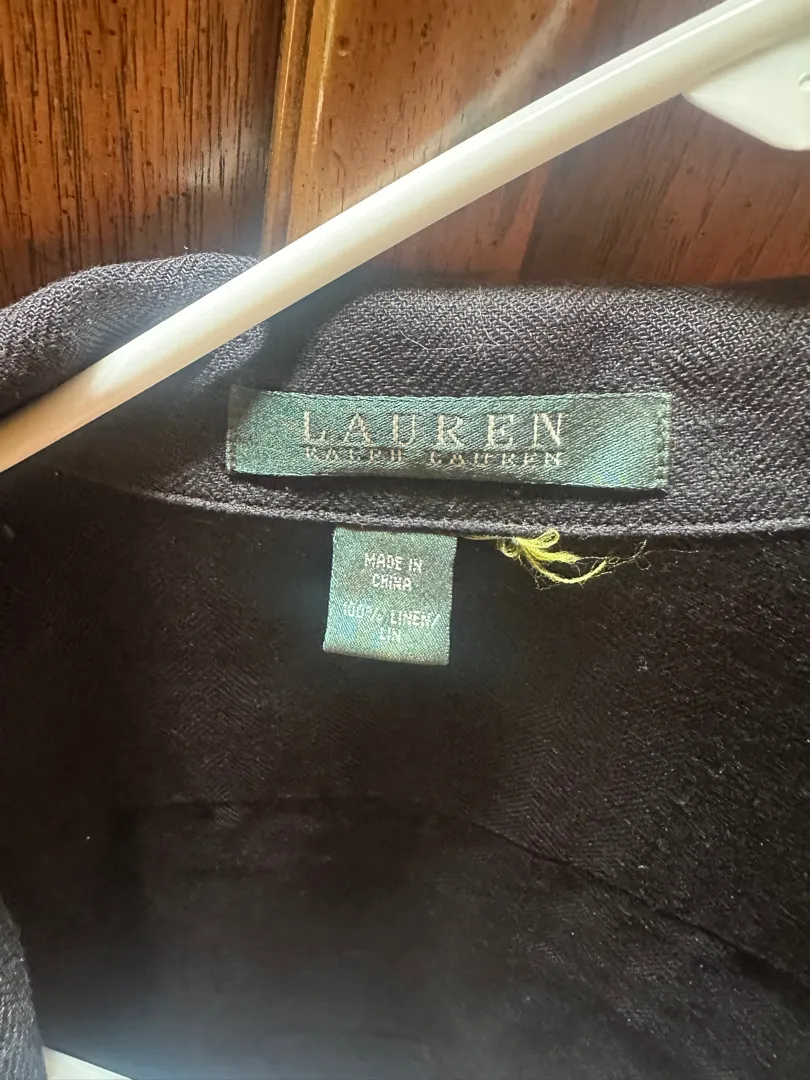 LAUREN
RALPH LAUREN
MADE IN
CHINA
100% LINEN/
LIN